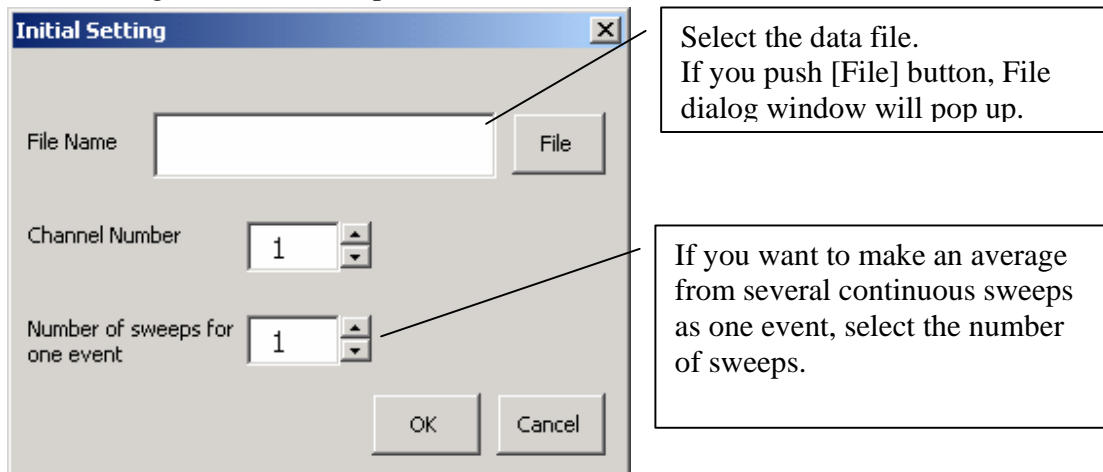 Initial Setting
Select the data file.
If you push [File] button, File
dialog window will pop up.
File Name
File
Channel Number
1
If you want to make an average
from several continuous sweeps
as one event, select the number
of sweeps.
Number of sweeps for
one event
1
OK
Cancel